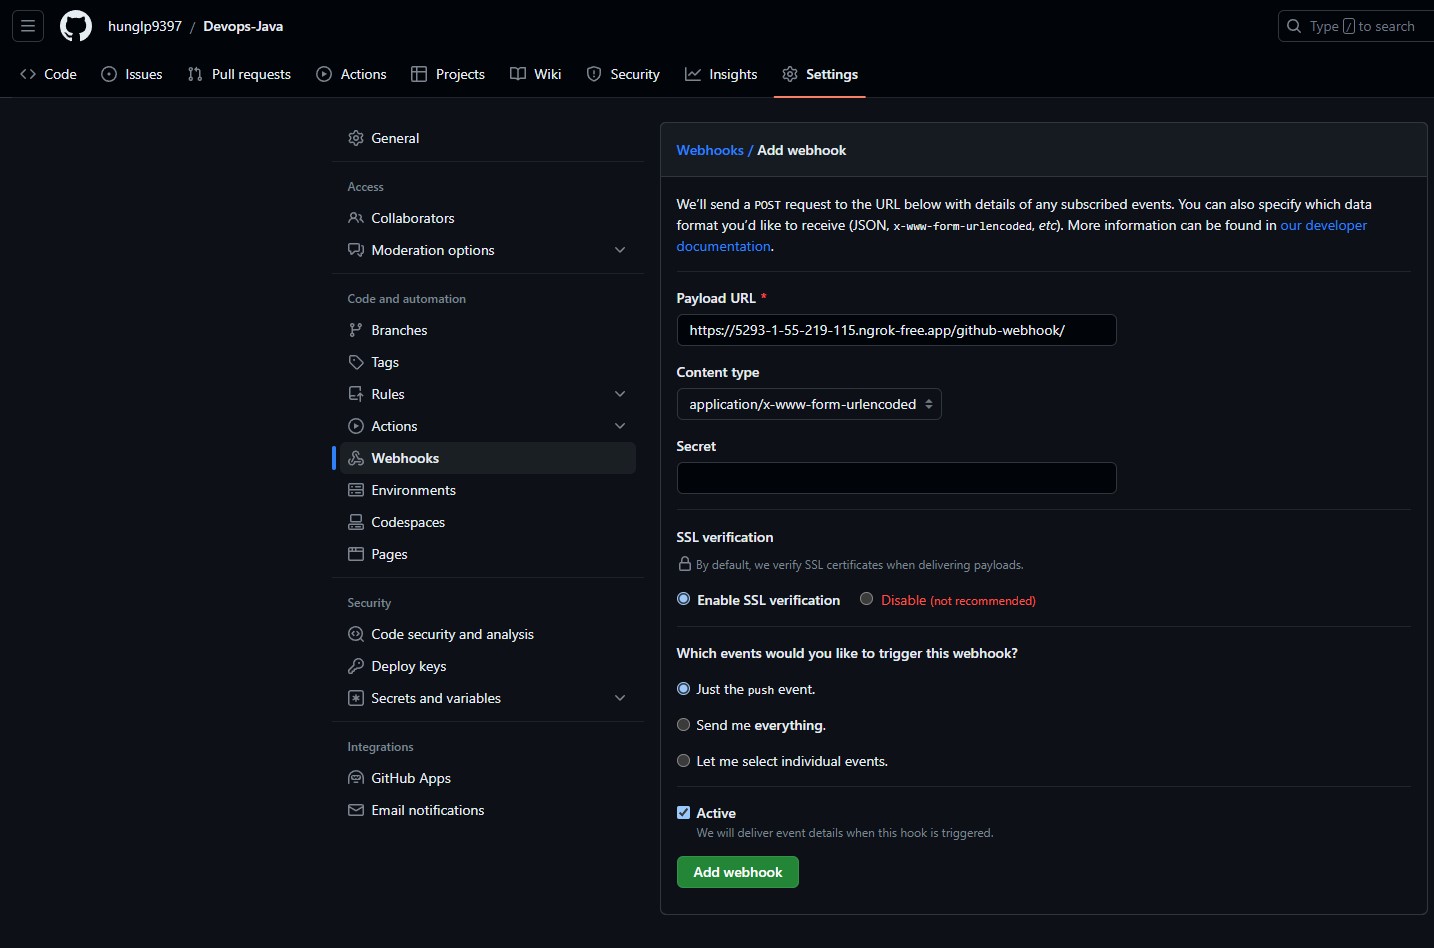 hunglp9397 / Devops-Java
Type / to search
Code Issues Pull requests Actions Projects Wiki Security Insights Settings
General
Access
Collaborators
Moderation options
Code and automation
Branches
Tags
Rules
Actions
Webhooks
Environments
Codespaces
Pages
Security
Code security and analysis
Deploy keys
Secrets and variables
Integrations
GitHub Apps
Email notifications
Webhooks / Add webhook
We'll send a POST request to the URL below with details of any subscribed events. You can also specify which data
format you'd like to receive (JSON, x-www-form-urlencoded, etc). More information can be found in our developer
documentation.
Payload URL *
https://5293-1-55-219-115.ngrok-free.app/github-webhook/
Content type
application/x-www-form-urlencoded
Secret
SSL verification
By default, we verify SSL certificates when delivering payloads.
Enable SSL verification Disable (not recommended)
Which events would you like to trigger this webhook?
Just the push event.
Send me everything.
Let me select individual events.
Active
We will deliver event details when this hook is triggered.
Add webhook